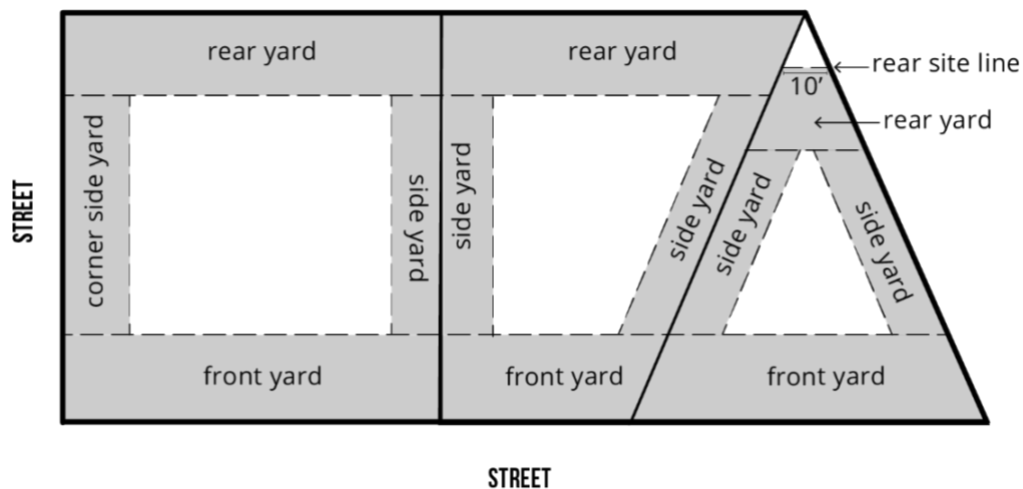 rear yard
rear yard
rear site line
10’
rear yard
STREET
corner side yard
side yard
side yard
side yard
side yard
side yard
front yard
front yard
front yard
STREET